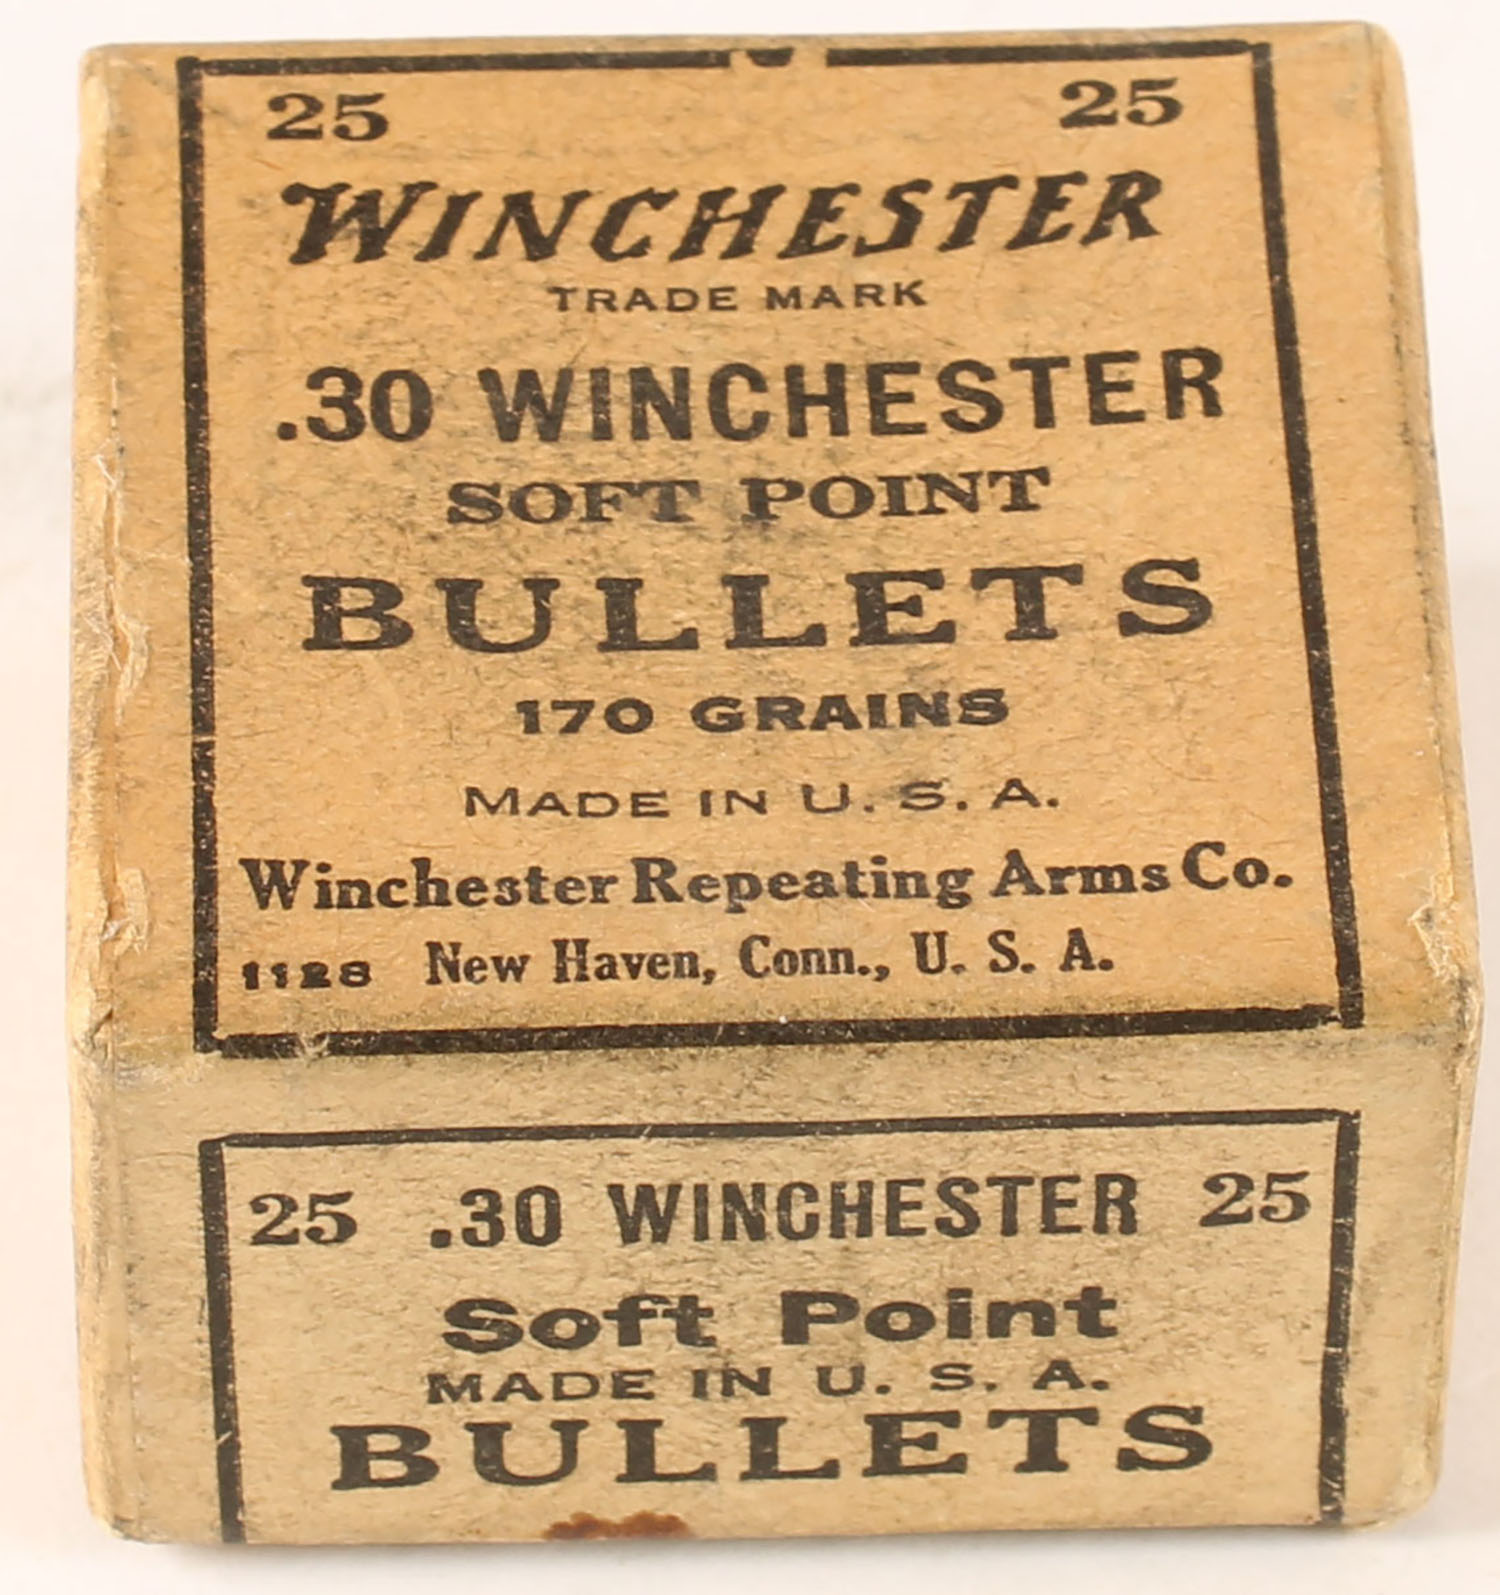 25 25
WINCHESTER
TRADE MARK
.30 WINCHESTER
SOFT POINT
BULLETS
170 GRAINS
MADE IN U. S. A.
Winchester Repeating Arms Co.
1128 New Haven, Conn., U. S. A.
25 .30 WINCHESTER 25
Soft Point
MADE IN U. S. A.
BULLETS